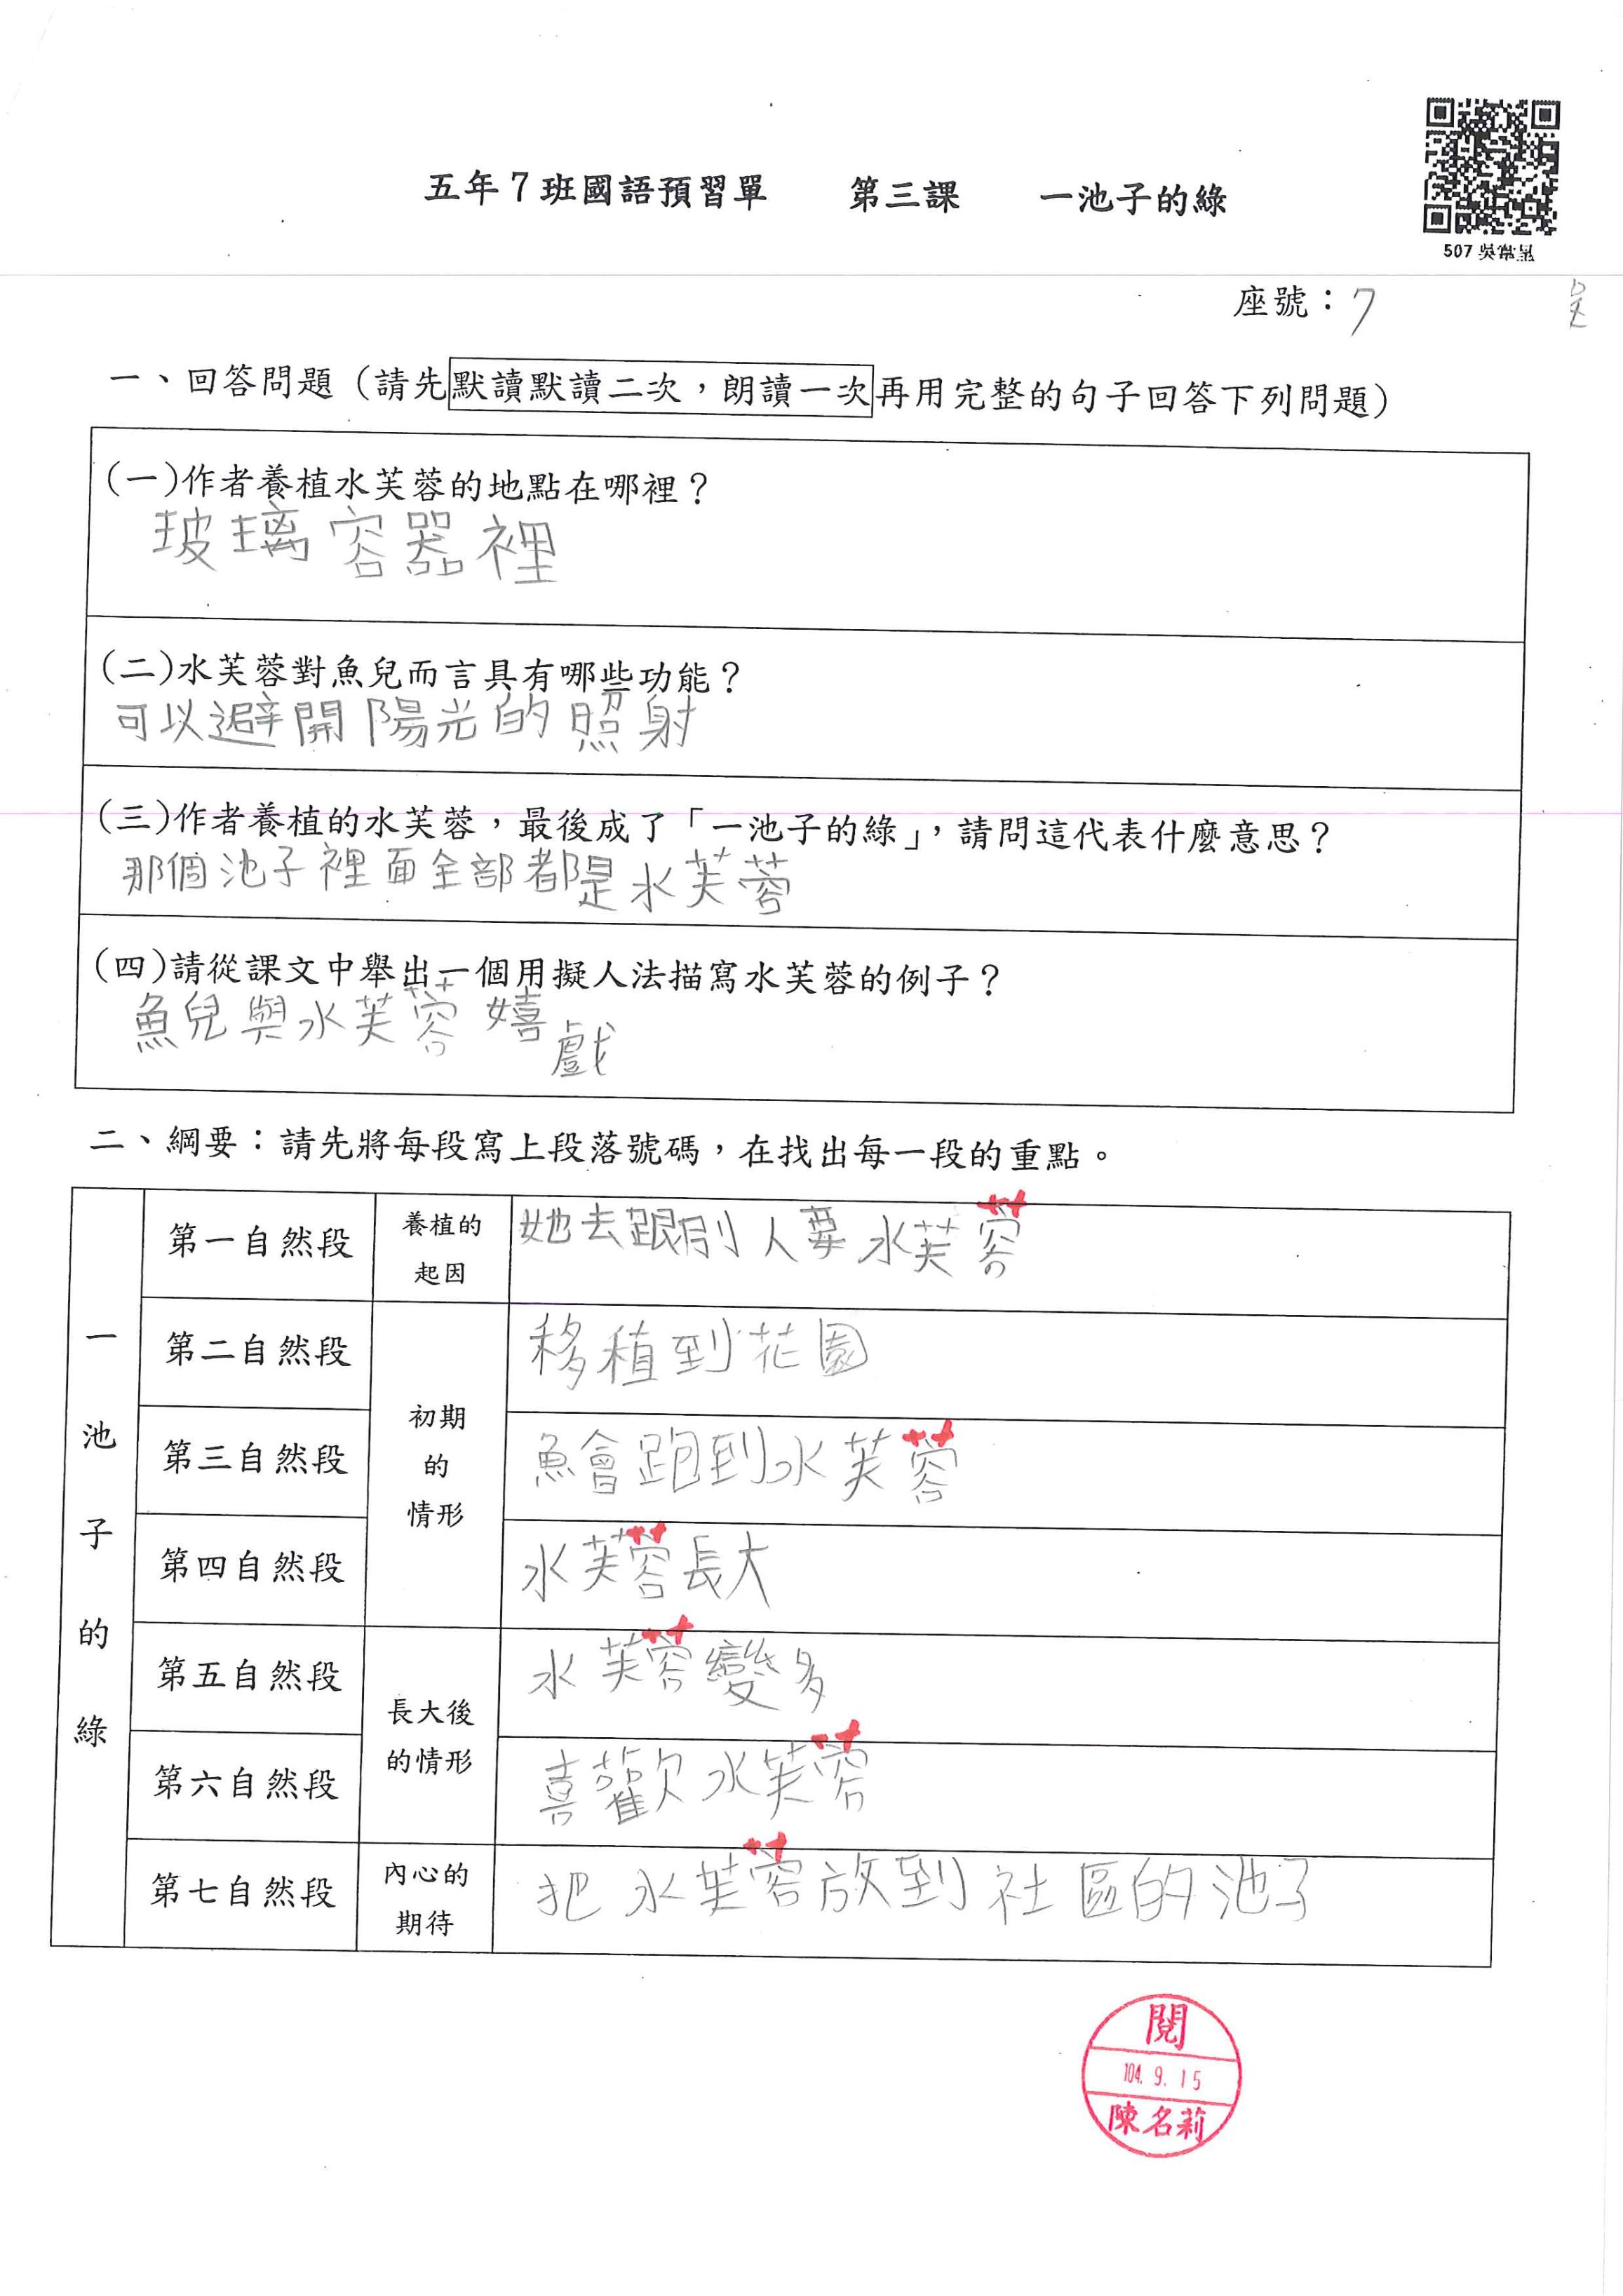 五年7班國語預習單　第三課　一池子的綠
507 吳常
座號：7
一、回答問題（請先默讀默讀二次，朗讀一次再用完整的句子回答下列問題）
(一)作者養植水芙蓉的地點在哪裡？
玻璃容器裡
(二)水芙蓉對魚兒而言具有哪些功能？
可以避開陽光的照射
(三)作者養植的水芙蓉，最後成了「一池子的綠」，請問這代表什麼意思？
那個池子裡面全部都是水芙蓉
(四)請從課文中舉出一個用擬人法描寫水芙蓉的例子？
魚兒與水芙蓉嬉戲
二、綱要：請先將每段寫上段落號碼，在找出每一段的重點。
一池子的綠
第一自然段
養植的
起因
她去跟別人要水芙蓉
第二自然段
移植到花園
初期
的
情形
第三自然段
魚會跑到水芙蓉
第四自然段
水芙蓉長大
第五自然段
水芙蓉變多
長大後
的情形
第六自然段
喜歡水芙蓉
第七自然段
內心的
期待
把水芙蓉放到社區的池子
閱
104.9.15
陳名莉